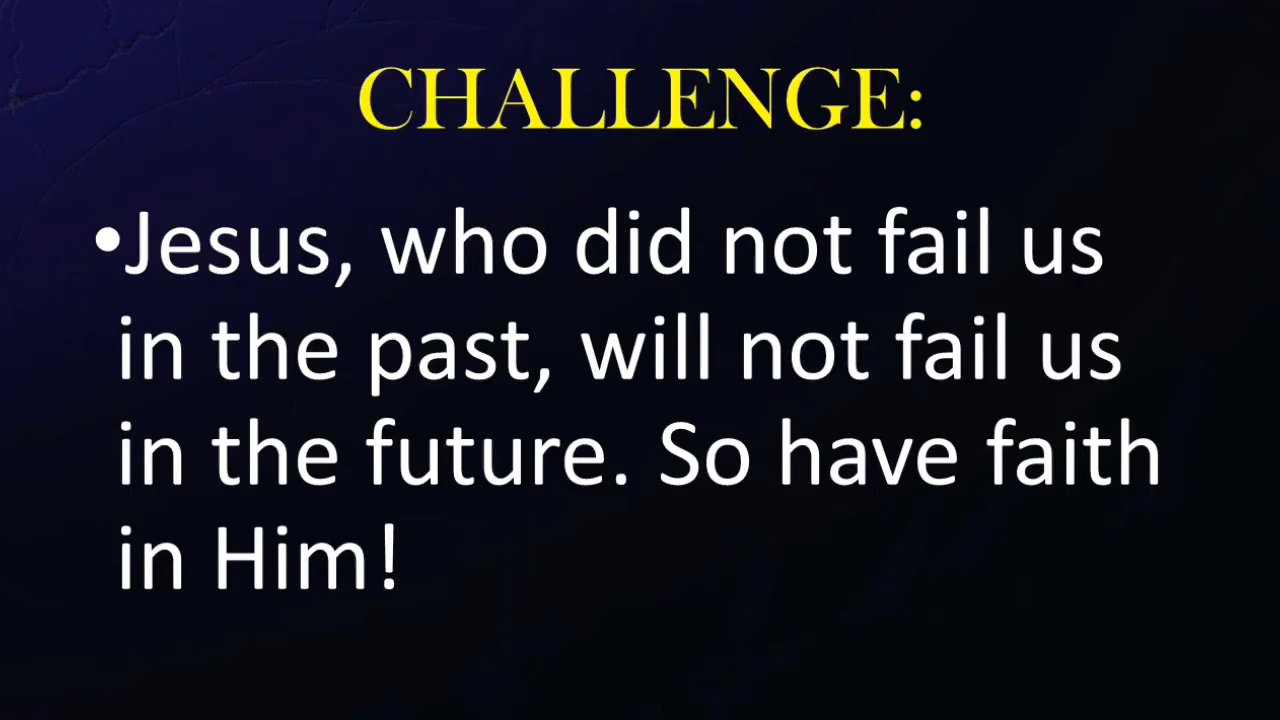 CHALLENGE:
•Jesus, who did not fail us
in the past, will not fail us
in the future. So have faith
in Him!